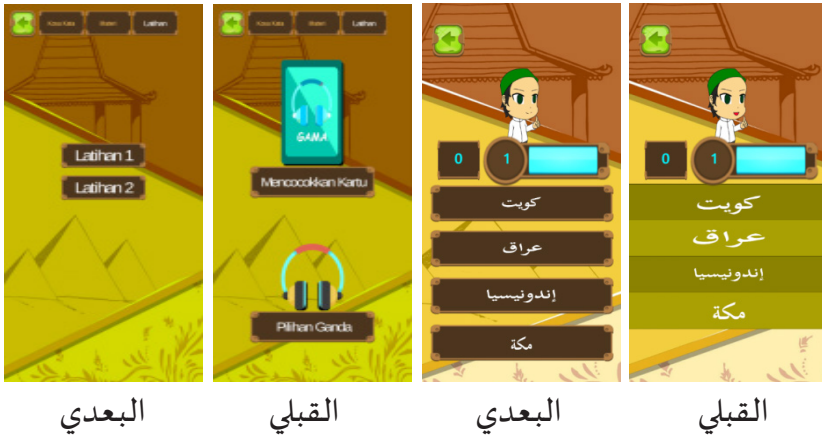 Kosa Kata Materi Latihan
Latihan 1
Latihan 2
Kosa Kata Materi Latihan
GAMA
Mencocokkan Kartu
Pilihan Ganda
0 1
كويت
عراق
إندونيسيا
مكة
0 1
كويت
عراق
إندونيسيا
مكة
البعدي القبلي البعدي القبلي